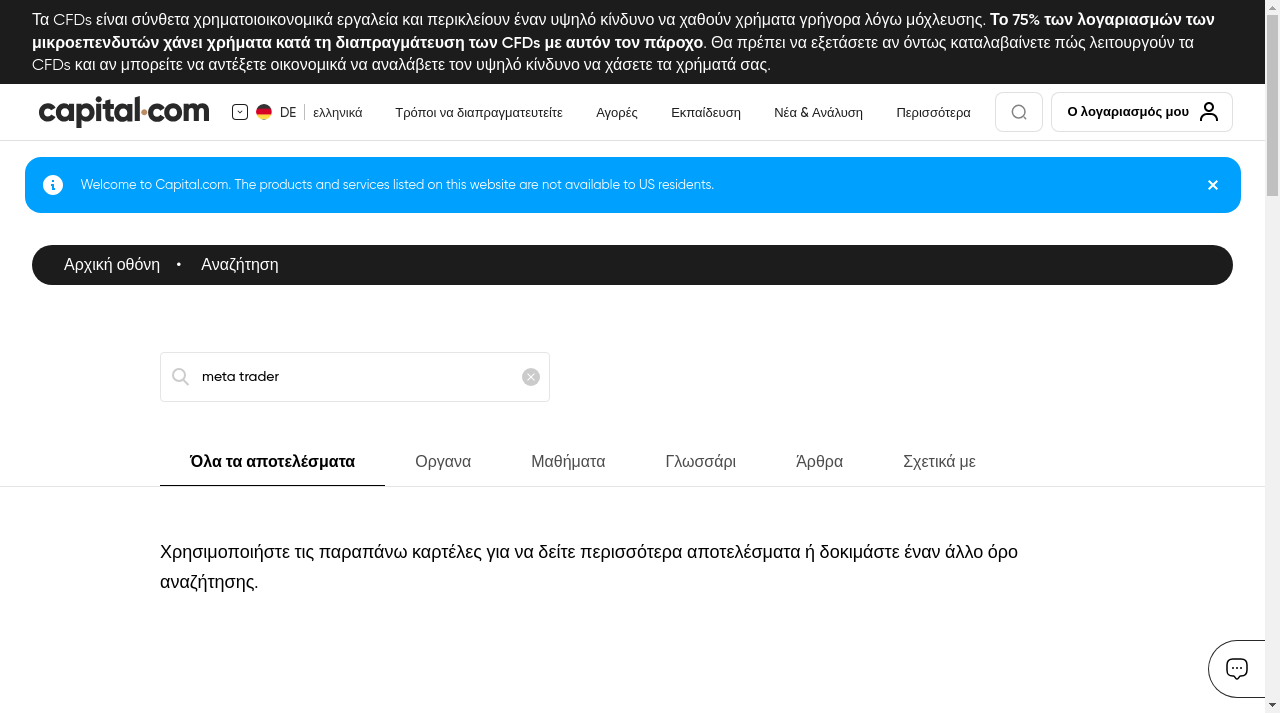 Τα CFDs είναι σύνθετα χρηματοιοικονομικά εργαλεία και περικλείουν έναν υψηλό κίνδυνο να χαθούν χρήματα γρήγορα λόγω μόχλευσης. Το 75% των λογαριασμών των
μικροεπενδυτών χάνει χρήματα κατά τη διαπραγμάτευση των CFDs με αυτόν τον πάροχο. Θα πρέπει να εξετάσετε αν όντως καταλαβαίνετε πώς λειτουργούν τα
CFDs και αν μπορείτε να αντέξετε οικονομικά να αναλάβετε τον υψηλό κίνδυνο να χάσετε τα χρήματά σας.
capital.com DE ελληνικά Τρόποι να διαπραγματευτείτε Αγορές Εκπαίδευση Νέα & Ανάλυση Περισσότερα Ο λογαριασμός μου
Welcome to Capital.com. The products and services listed on this website are not available to US residents.
Αρχική οθόνη • Αναζήτηση
meta trader
Όλα τα αποτελέσματα Οργανα Μαθήματα Γλωσσάρι Άρθρα Σχετικά με
Χρησιμοποιήστε τις παραπάνω καρτέλες για να δείτε περισσότερα αποτελέσματα ή δοκιμάστε έναν άλλο όρο
αναζήτησης.